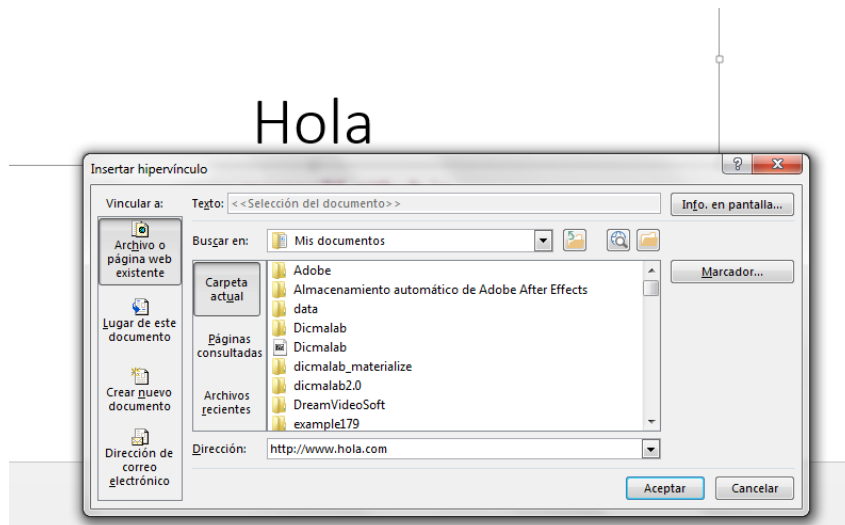 Hola
Insertar hipervínculo
Vincular a:
Texto: <<Selección del documento>>
Info. en pantalla...
Archivo o
página web
existente
Buscar en:
Mis documentos
Marcador...
Lugar de este
documento
Crear nuevo
documento
Dirección de
correo
electrónico
Carpeta
actual
Páginas
consultadas
Archivos
recientes
Adobe
Almacenamiento automático de Adobe After Effects
data
Dicmalab
Dicmalab
dicmalab_materialize
dicmalab2.0
DreamVideoSoft
example179
Dirección:
http://www.hola.com
Aceptar
Cancelar